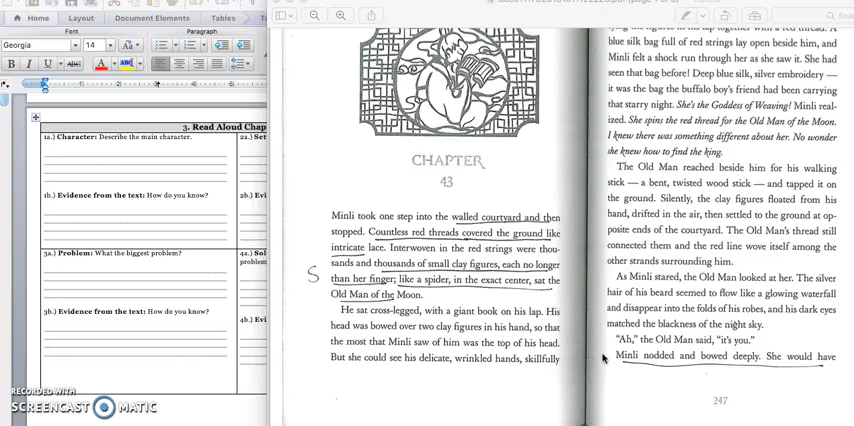 Home
Layout
Document Elements
Tables
Font
Paragraph
Georgia
14
Aa
B I U ABC
A
ABC
3. Read Aloud Chap
1a.) Character: Describe the main character.
2a.) Set
1b.) Evidence from the text: How do you know?
2b.) Evi
3a.) Problem: What the biggest problem?
4a.) Sol
problem
3b.) Evidence from the text: How do you know?
4b.) Evi
RECORDED WITH
SCREENCAST MATIC
CHAPTER
43
Minli took one step into the walled courtyard and then
stopped. Countless red threads covered the ground like
intricate lace. Interwoven in the red strings were thou-
sands and thousands of small clay figures, each no longer
S
than her finger; like a spider, in the exact center, sat the
Old Man of the Moon.
He sat cross-legged, with a giant book on his lap. His
head was bowed over two clay figures in his hand, so that
the most that Minli saw of him was the top of his head.
But she could see his delicate, wrinkled hands, skillfully
blue silk bag full of red strings lay open beside him, and
Minli felt a shock run through her as she saw it. She had
seen that bag before! Deep blue silk, silver embroidery —
it was the bag the buffalo boy's friend had been carrying
that starry night. She's the Goddess of Weaving! Minli real-
ized. She spins the red thread for the Old Man of the Moon.
I knew there was something different about her. No wonder
she knew how to find the king.
The Old Man reached beside him for his walking
stick — a bent, twisted wood stick — and tapped it on
the ground. Silently, the clay figures floated from his
hand, drifted in the air, then settled to the ground at op-
posite ends of the courtyard. The Old Man's thread still
connected them and the red line wove itself among the
other strands surrounding him.
As Minli stared, the Old Man looked at her. The silver
hair of his beard seemed to flow like a glowing waterfall
and disappear into the folds of his robes, and his dark eyes
matched the blackness of the night sky.
"Ah," the Old Man said, "it's you."
Minli nodded and bowed deeply. She would have
247